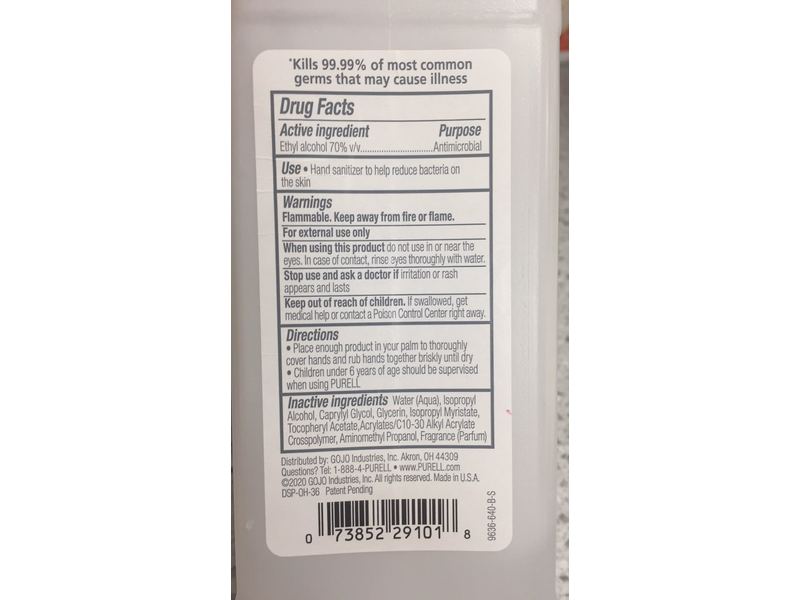 *Kills 99.99% of most common
germs that may cause illness
Drug Facts
Active ingredient Purpose
Ethyl alcohol 70% v/v..............................Antimicrobial
Use • Hand sanitizer to help reduce bacteria on
the skin
Warnings
Flammable. Keep away from fire or flame.
For external use only
When using this product do not use in or near the
eyes. In case of contact, rinse eyes thoroughly with water.
Stop use and ask a doctor if irritation or rash
appears and lasts
Keep out of reach of children. If swallowed, get
medical help or contact a Poison Control Center right away.
Directions
• Place enough product in your palm to thoroughly
cover hands and rub hands together briskly until dry
• Children under 6 years of age should be supervised
when using PURELL
Inactive ingredients Water (Aqua), Isopropyl
Alcohol, Caprylyl Glycol, Glycerin, Isopropyl Myristate,
Tocopheryl Acetate,Acrylates/C10-30 Alkyl Acrylate
Crosspolymer, Aminomethyl Propanol, Fragrance (Parfum)
Distributed by: GOJO Industries, Inc. Akron, OH 44309
Questions? Tel: 1-888-4-PURELL • www.PURELL.com
©2020 GOJO Industries, Inc. All rights reserved. Made in U.S.A.
DSP-OH-36 Patent Pending
0 73852 29101 8
9636-640-B-S